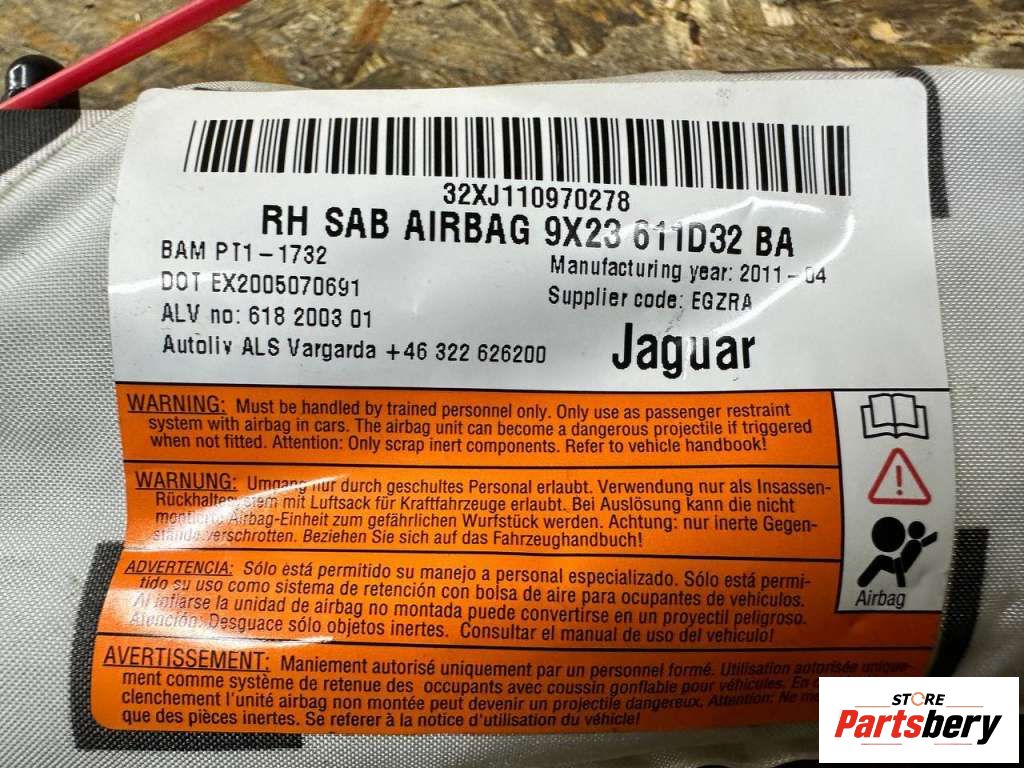 32XJ110970278
RH SAB AIRBAG 9X23 611D32 BA
BAM PT1-1732
Manufacturing year: 2011-04
DOT EX2005070691
Supplier code: EGZRA
ALV no: 618 2003 01
Autoliv ALS Vargarda +46 322 626200
Jaguar
WARNING: Must be handled by trained personnel only. Only use as passenger restraint
system with airbag in cars. The airbag unit can become a dangerous projectile if triggered
when not fitted. Attention: Only scrap inert components. Refer to vehicle handbook!
WARNUNG: Umgang nur durch geschultes Personal erlaubt. Verwendung nur als Insassen-
Rückhaltesystem mit Luftsack für Kraftfahrzeuge erlaubt. Bei Auslösung kann die nicht
montierte Airbag-Einheit zum gefährlichen Wurfstück werden. Achtung: nur inerte Gegen-
stände verschrotten. Beziehen Sie sich auf das Fahrzeughandbuch!
ADVERTENCIA: Sólo está permitido su manejo a personal especializado. Sólo está permi-
tido su uso como sistema de retención con bolsa de aire para ocupantes de vehículos.
Al inflarse la unidad de airbag no montada puede convertirse en un proyectil peligroso.
Atención: Desguace sólo objetos inertes. Consultar el manual de uso del vehículo!
AVERTISSEMENT: Maniement autorisé uniquement par un personnel formé. Utilisation autorisée unique-
ment comme système de retenue des occupants avec coussin gonflable pour véhicules. En
clenchement l'unité airbag non montée peut devenir un projectile dangereux. Attention: Ne
que des pièces inertes. Se referer à la notice d'utilisation du véhicle!
Airbag
STORE
Partsbery